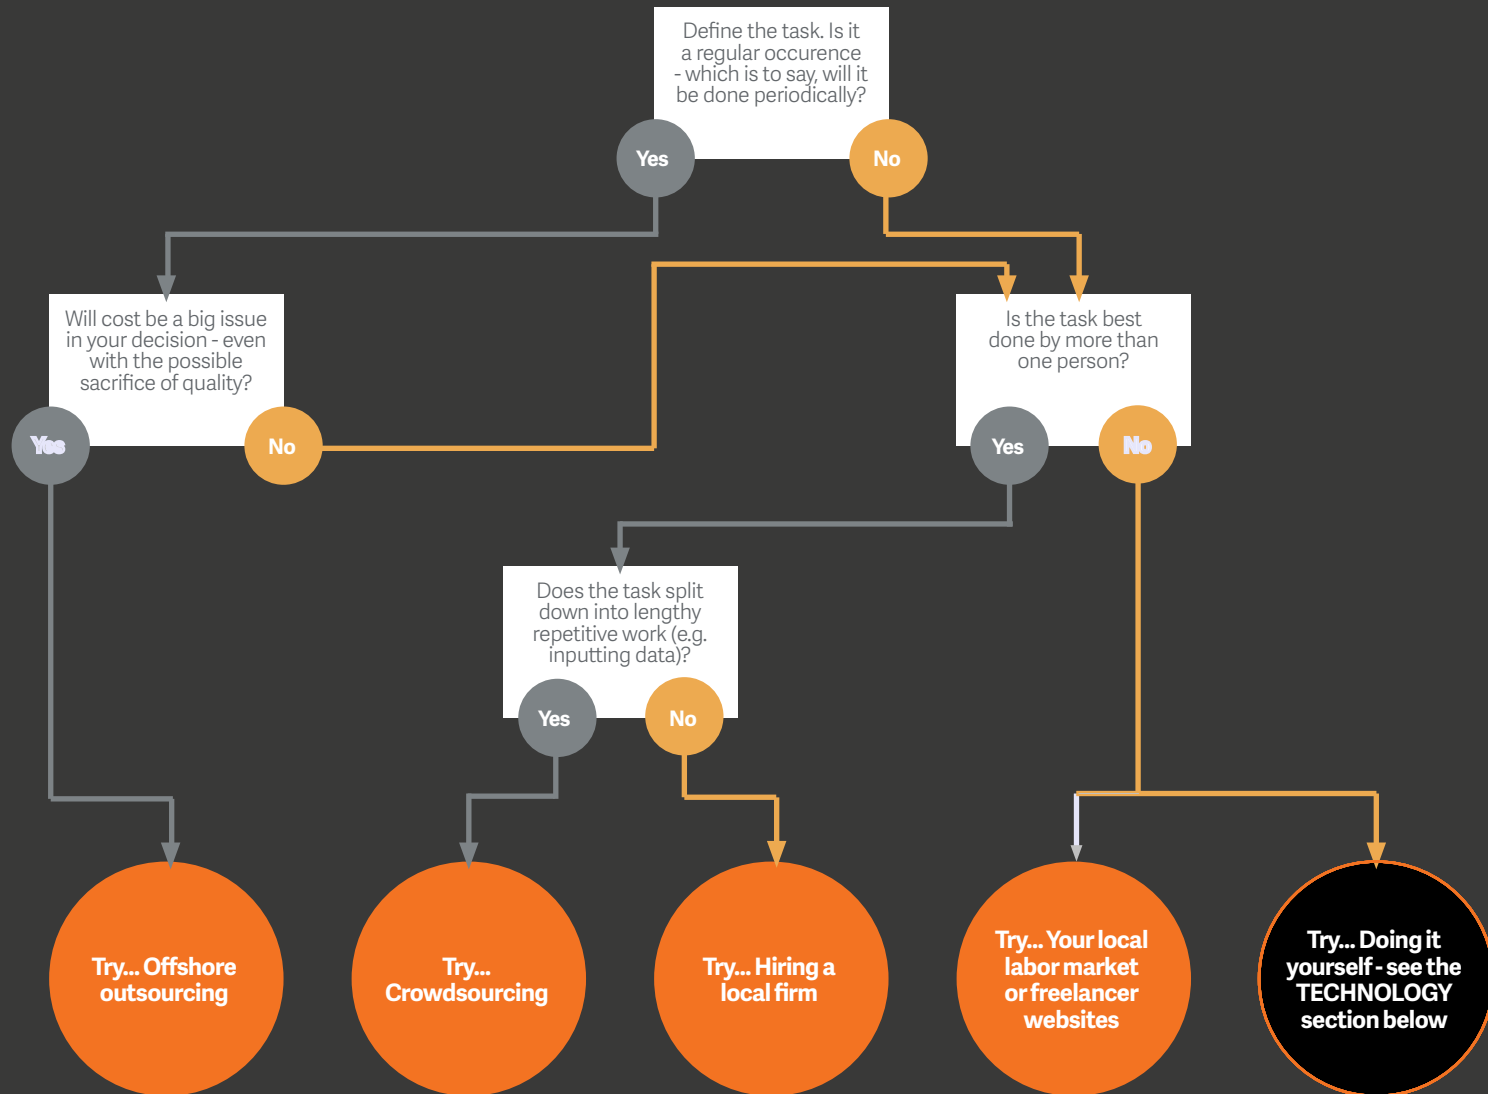 Define the task. Is it
a regular occurence
- which is to say, will it
be done periodically?
Yes
No
Will cost be a big issue
in your decision - even
with the possible
sacrifice of quality?
Yes
No
Is the task best
done by more than
one person?
Yes
No
Does the task split
down into lengthy
repetitive work (e.g.
inputting data)?
Yes
No
Try... Offshore
outsourcing
Try...
Crowdsourcing
Try... Hiring a
local firm
Try... Your local
labor market
or freelancer
websites
Try... Doing it
yourself - see the
TECHNOLOGY
section below